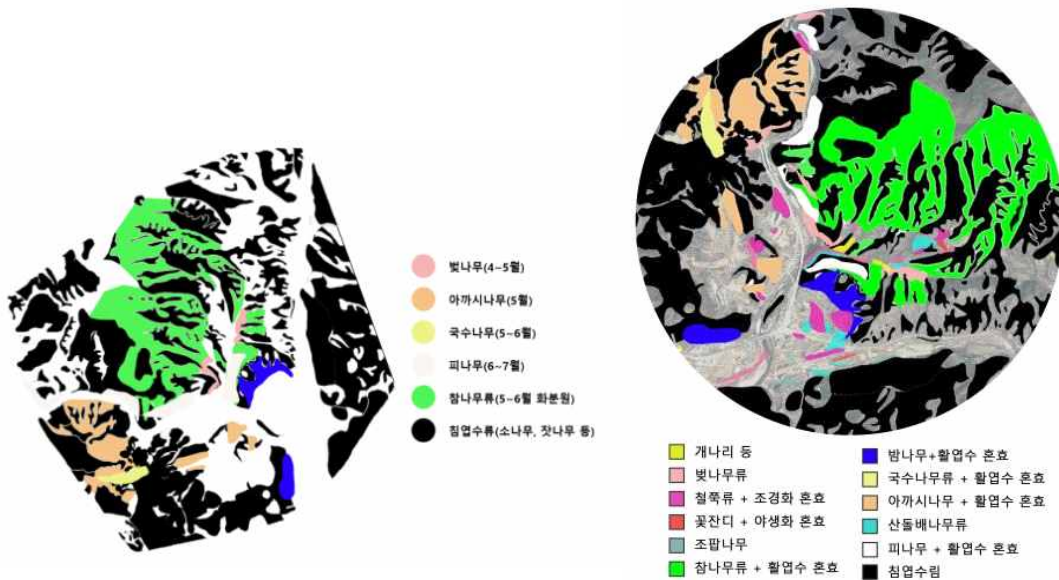 벚나무(4~5월)
아까시나무(5월)
국수나무(5~6월)
피나무(6~7월)
참나무류(5~6월 화분원)
침엽수류(소나무, 잣나무 등)
개나리 등
벚나무류
철쭉류 + 조경화 혼효
꽃잔디 + 야생화 혼효
조팝나무
참나무류 + 활엽수 혼효
밤나무+활엽수 혼효
국수나무류 + 활엽수 혼효
아까시나무 + 활엽수 혼효
산돌배나무류
피나무 + 활엽수 혼효
침엽수림